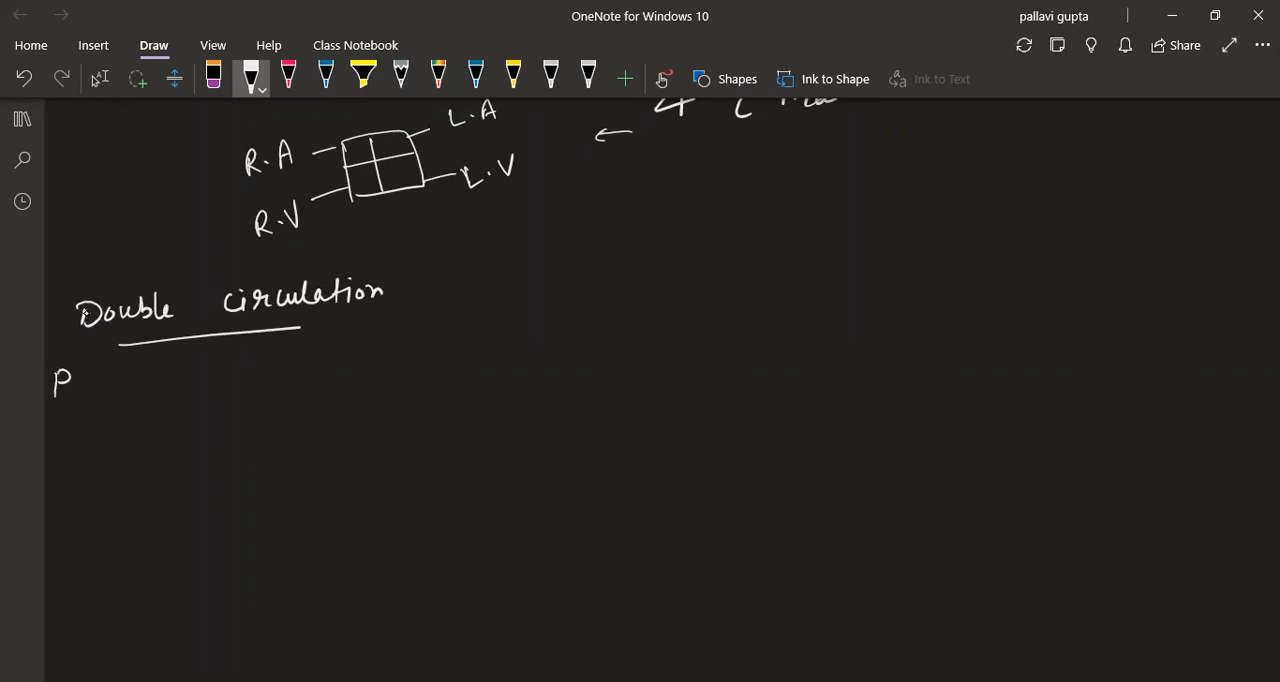 OneNote for Windows 10
pallavi gupta
Home Insert Draw View Help Class Notebook
Share
Shapes Ink to Shape Ink to Text
L.A
R.A
L.V
R.V
4
Double circulation
P